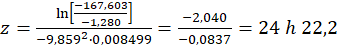 z = ln[−167,603 / −1,280] / −9,859²·0,008499 = −2,040 / −0,0837 = 24 h 22,2